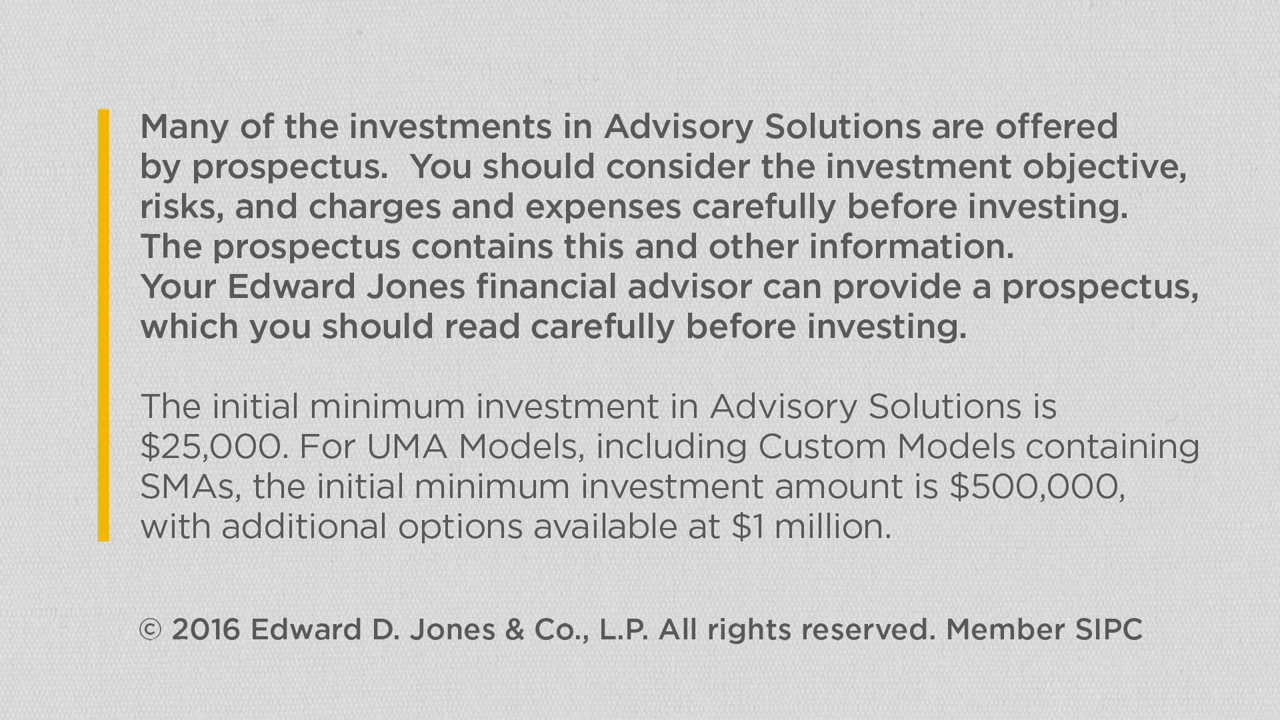 Many of the investments in Advisory Solutions are offered
by prospectus.  You should consider the investment objective,
risks, and charges and expenses carefully before investing.
The prospectus contains this and other information.
Your Edward Jones financial advisor can provide a prospectus,
which you should read carefully before investing.
The initial minimum investment in Advisory Solutions is
$25,000. For UMA Models, including Custom Models containing
SMAs, the initial minimum investment amount is $500,000,
with additional options available at $1 million.
© 2016 Edward D. Jones & Co., L.P. All rights reserved. Member SIPC